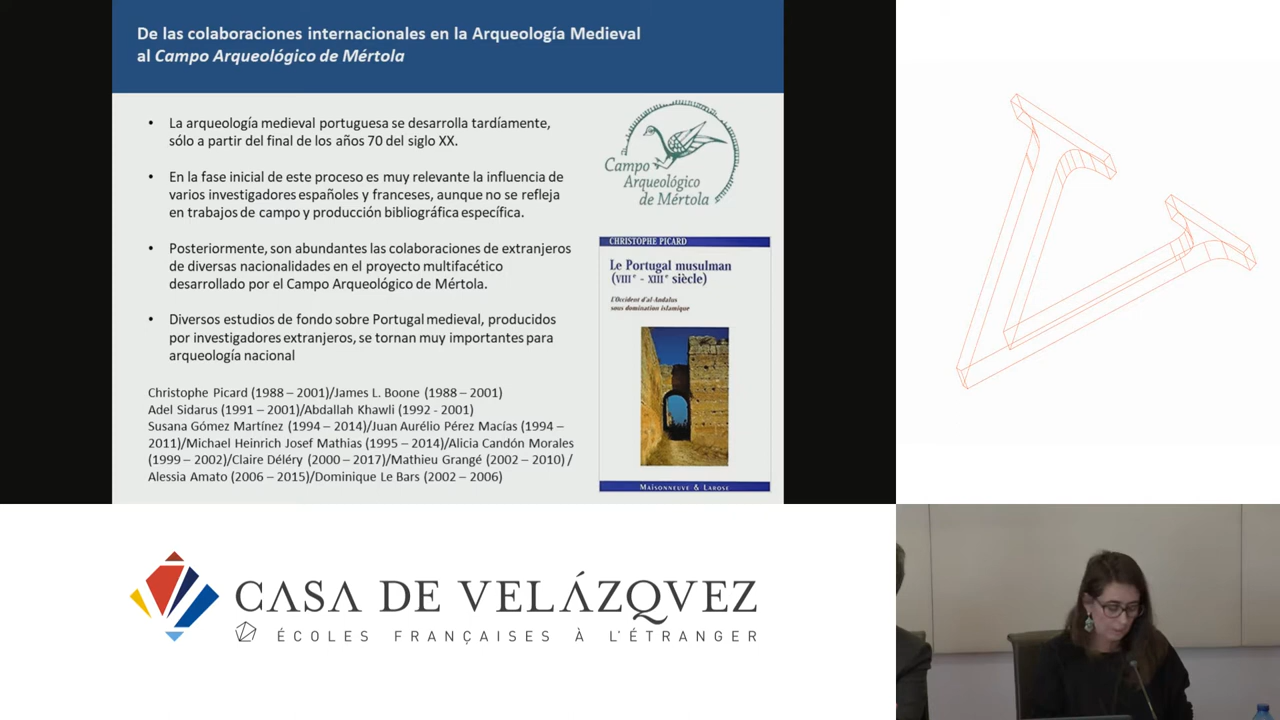 De las colaboraciones internacionales en la Arqueología Medieval
al Campo Arqueológico de Mértola
• La arqueología medieval portuguesa se desarrolla tardíamente,
sólo a partir del final de los años 70 del siglo XX.
• En la fase inicial de este proceso es muy relevante la influencia de
varios investigadores españoles y franceses, aunque no se refleja
en trabajos de campo y producción bibliográfica específica.
• Posteriormente, son abundantes las colaboraciones de extranjeros
de diversas nacionalidades en el proyecto multifacético
desarrollado por el Campo Arqueológico de Mértola.
• Diversos estudios de fondo sobre Portugal medieval, producidos
por investigadores extranjeros, se tornan muy importantes para
arqueología nacional
Christophe Picard (1988 – 2001)/James L. Boone (1988 – 2001)
Adel Sidarus (1991 – 2001)/Abdallah Khawli (1992 - 2001)
Susana Gómez Martínez (1994 – 2014)/Juan Aurélio Pérez Macías (1994 –
2011)/Michael Heinrich Josef Mathias (1995 – 2014)/Alicia Candón Morales
(1999 – 2002)/Claire Déléry (2000 – 2017)/Mathieu Grangé (2002 – 2010) /
Alessia Amato (2006 – 2015)/Dominique Le Bars (2002 – 2006)
Campo
Arqueológico
de Mértola
CHRISTOPHE PICARD
Le Portugal musulman
(VIIIe - XIIIe siècle)
L'Occident d'al-Andalus
sous domination islamique
MAISONNEUVE & LAROSE
CASA DE VELÁZQVEZ
ÉCOLES FRANÇAISES À L'ÉTRANGER